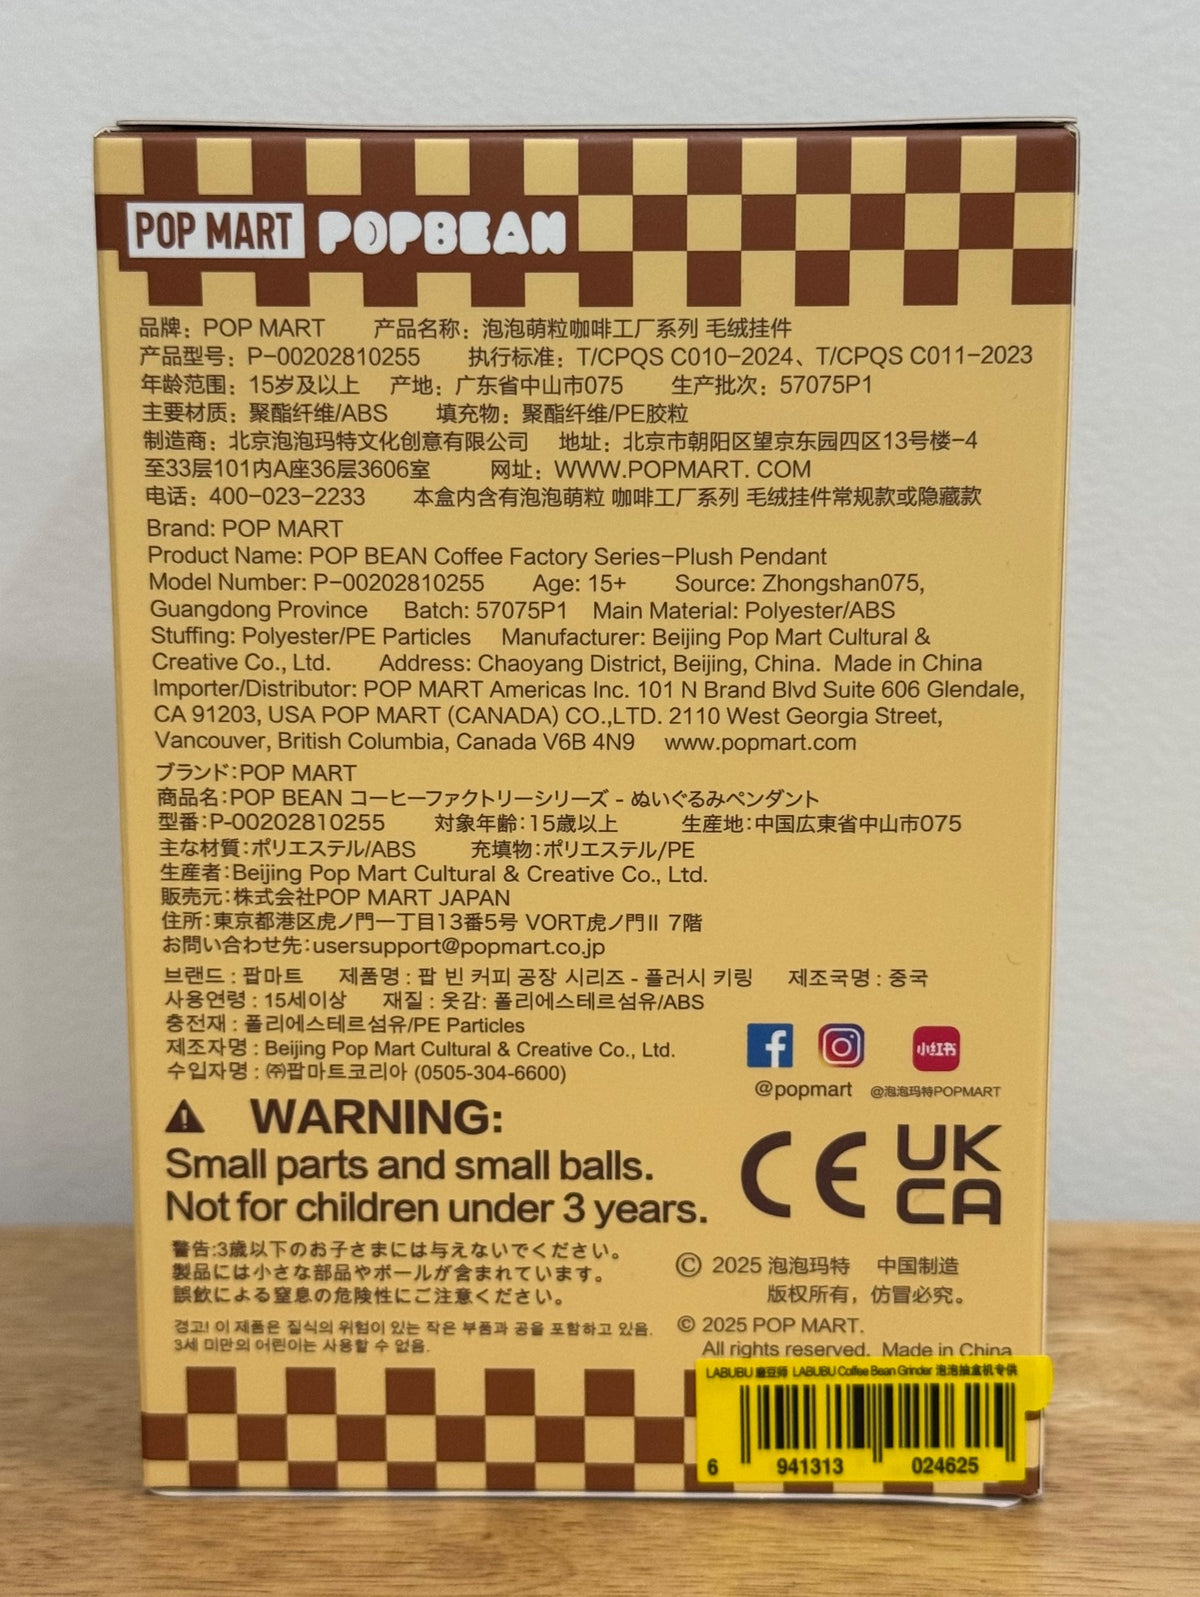 POP MART POPBEAN
品牌：POP MART 产品名称：泡泡萌粒咖啡工厂系列 毛绒挂件
产品型号：P-00202810255 执行标准：T/CPQS C010-2024、T/CPQS C011-2023
年龄范围：15岁及以上 产地：广东省中山市075 生产批次：57075P1
主要材质：聚酯纤维/ABS 填充物：聚酯纤维/PE胶粒
制造商：北京泡泡玛特文化创意有限公司 地址：北京市朝阳区望京东园四区13号楼-4
至33层101内A座36层3606室 网址：WWW.POPMART. COM
电话：400-023-2233 本盒内含有泡泡萌粒 咖啡工厂系列 毛绒挂件常规款或隐藏款
Brand: POP MART
Product Name: POP BEAN Coffee Factory Series-Plush Pendant
Model Number: P-00202810255 Age: 15+ Source: Zhongshan075,
Guangdong Province Batch: 57075P1 Main Material: Polyester/ABS
Stuffing: Polyester/PE Particles Manufacturer: Beijing Pop Mart Cultural &
Creative Co., Ltd. Address: Chaoyang District, Beijing, China. Made in China
Importer/Distributor: POP MART Americas Inc. 101 N Brand Blvd Suite 606 Glendale,
CA 91203, USA POP MART (CANADA) CO.,LTD. 2110 West Georgia Street,
Vancouver, British Columbia, Canada V6B 4N9 www.popmart.com
ブランド:POP MART
商品名:POP BEAN コーヒーファクトリーシリーズ - ぬいぐるみペンダント
型番:P-00202810255 対象年齢:15歳以上 生産地:中国広東省中山市075
主な材質:ポリエステル/ABS 充填物:ポリエステル/PE
生産者:Beijing Pop Mart Cultural & Creative Co., Ltd.
販売元:株式会社POP MART JAPAN
住所:東京都港区虎ノ門一丁目13番5号 VORT虎ノ門II 7階
お問い合わせ先:usersupport@popmart.co.jp
브랜드 : 팝마트 제품명 : 팝 빈 커피 공장 시리즈 - 플러시 키링 제조국명 : 중국
사용연령 : 15세이상 재질 : 옷감: 폴리에스테르섬유/ABS
충전재 : 폴리에스테르섬유/PE Particles
제조자명 : Beijing Pop Mart Cultural & Creative Co., Ltd.
수입자명 : ㈜팝마트코리아 (0505-304-6600)
小红书
@popmart @泡泡玛特POPMART
WARNING:
Small parts and small balls.
Not for children under 3 years.
CE UK CA
警告:3歳以下のお子さまには与えないでください。
製品には小さな部品やボールが含まれています。
誤飲による窒息の危険性にご注意ください。
경고! 이 제품은 질식의 위험이 있는 작은 부품과 공을 포함하고 있음.
3세 미만의 어린이는 사용할 수 없음.
© 2025 泡泡玛特 中国制造
版权所有，仿冒必究。
© 2025 POP MART.
All rights reserved. Made in China
LABUBU 磨豆师 LABUBU Coffee Bean Grinder 泡泡抽盒机专供
6 941313 024625